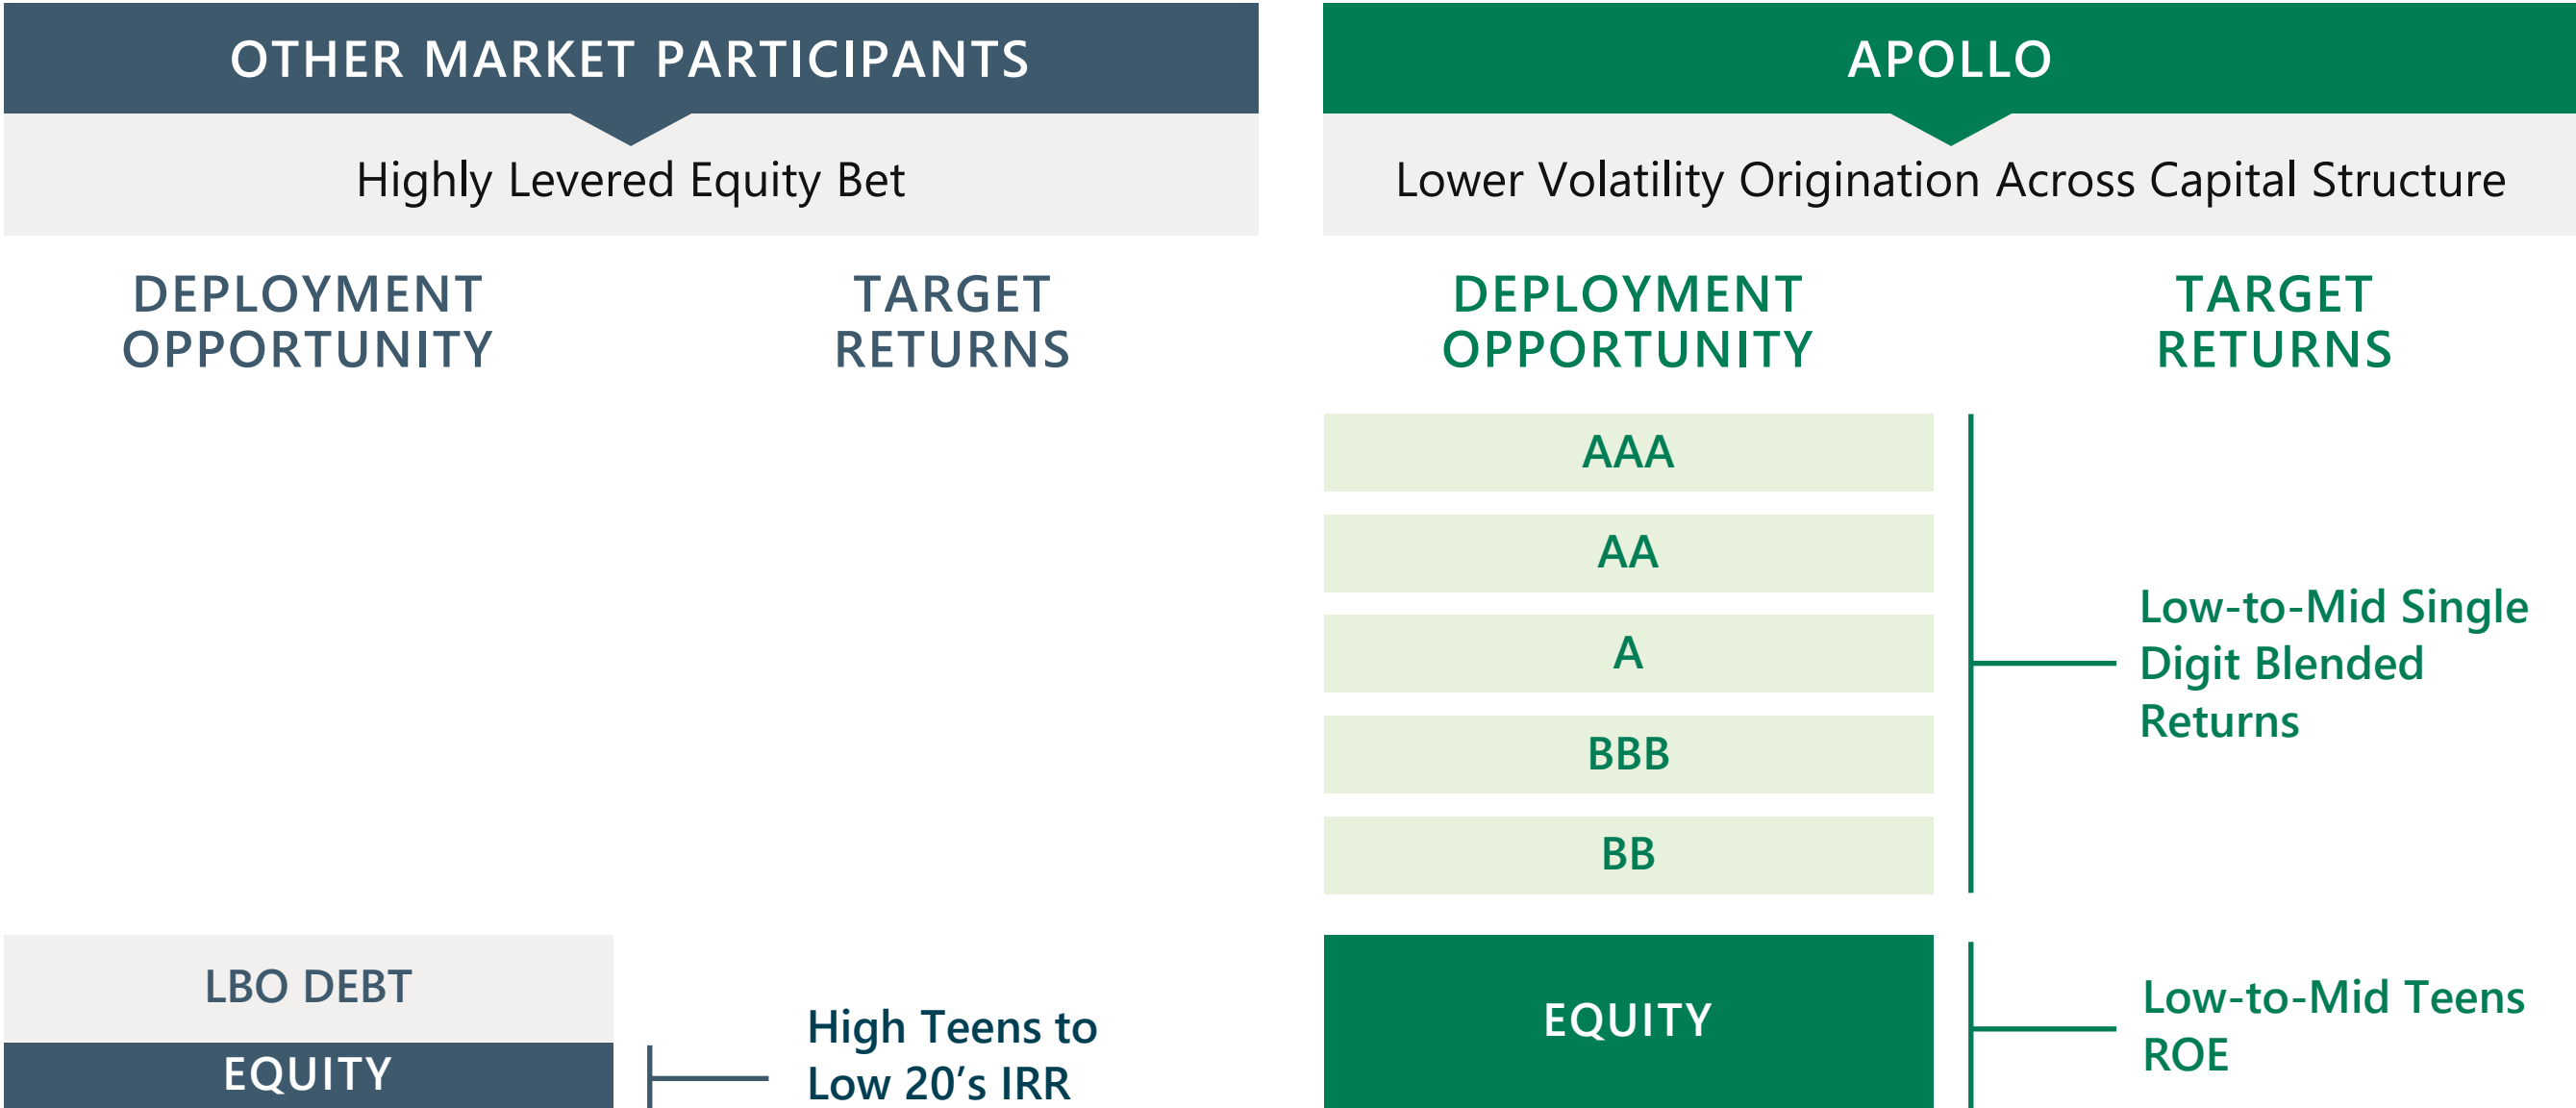 OTHER MARKET PARTICIPANTS
Highly Levered Equity Bet
DEPLOYMENT
OPPORTUNITY
TARGET
RETURNS
LBO DEBT
EQUITY
High Teens to
Low 20’s IRR
APOLLO
Lower Volatility Origination Across Capital Structure
DEPLOYMENT
OPPORTUNITY
TARGET
RETURNS
AAA
AA
A
BBB
BB
Low-to-Mid Single
Digit Blended
Returns
EQUITY
Low-to-Mid Teens
ROE